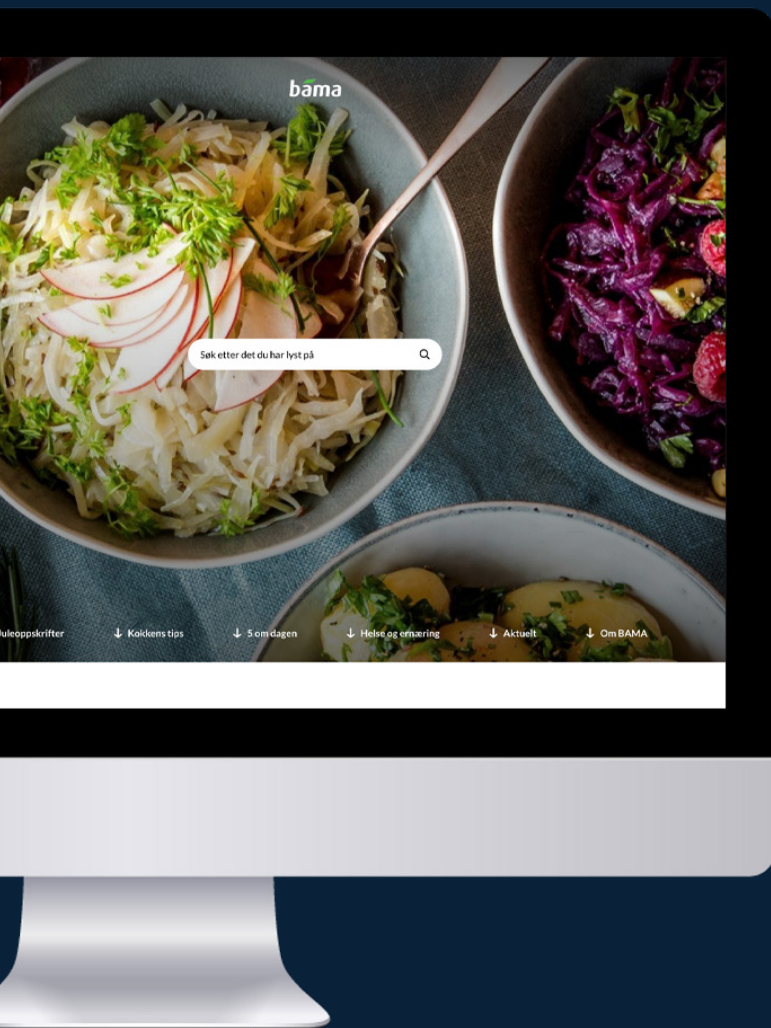 bama
Søk etter det du har lyst på
Juleoppskrifter
Kokkens tips
5 om dagen
Helse og ernæring
Aktuelt
Om BAMA